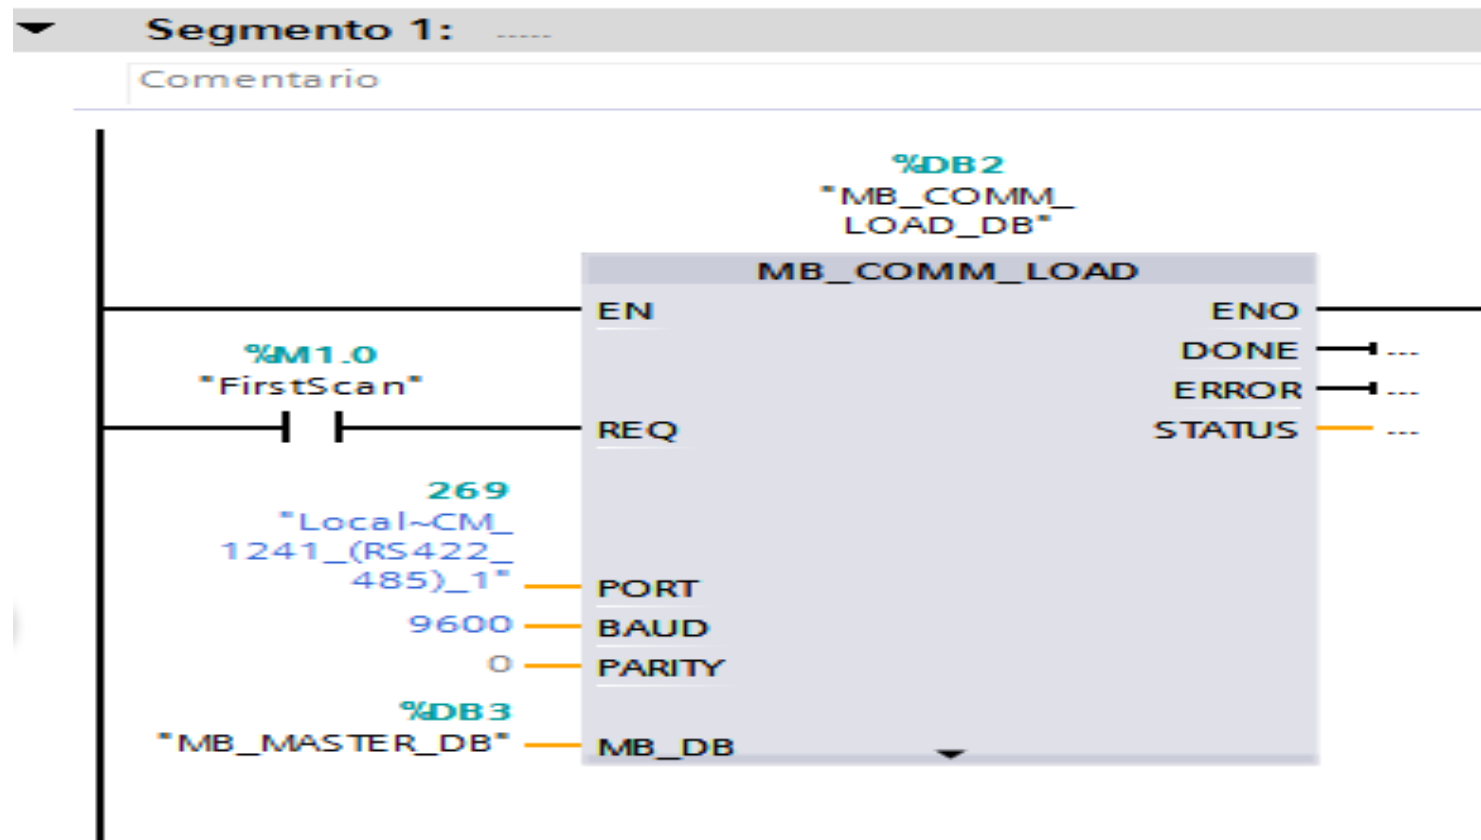 Segmento 1: .....
Comentario
%DB2
"MB_COMM_
LOAD_DB"
MB_COMM_LOAD
EN
ENO
%M1.0
"FirstScan"
DONE
...
ERROR
...
REQ
STATUS
...
269
"Local~CM_
1241_(RS422_
485)_1"
PORT
9600
BAUD
0
PARITY
%DB3
"MB_MASTER_DB"
MB_DB